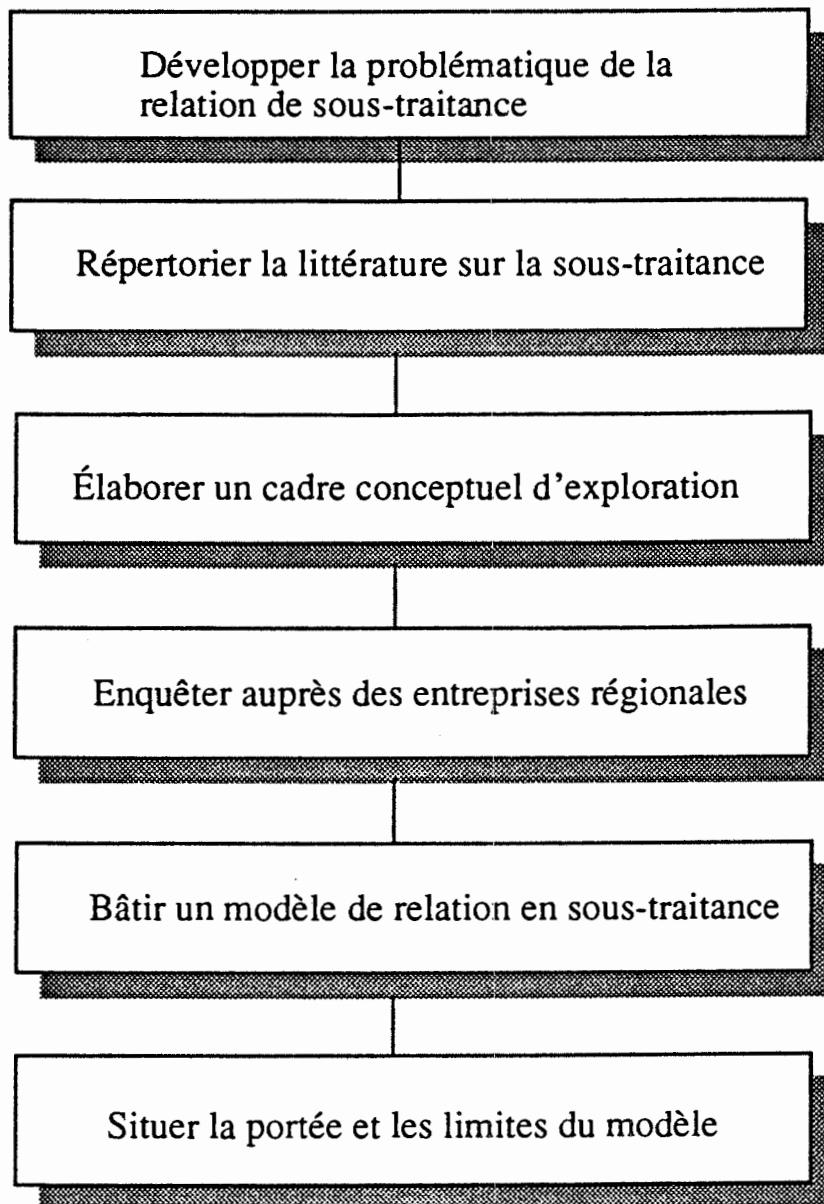 Développer la problématique de la
relation de sous-traitance
Répertorier la littérature sur la sous-traitance
Élaborer un cadre conceptuel d'exploration
Enquêter auprès des entreprises régionales
Bâtir un modèle de relation en sous-traitance
Situer la portée et les limites du modèle